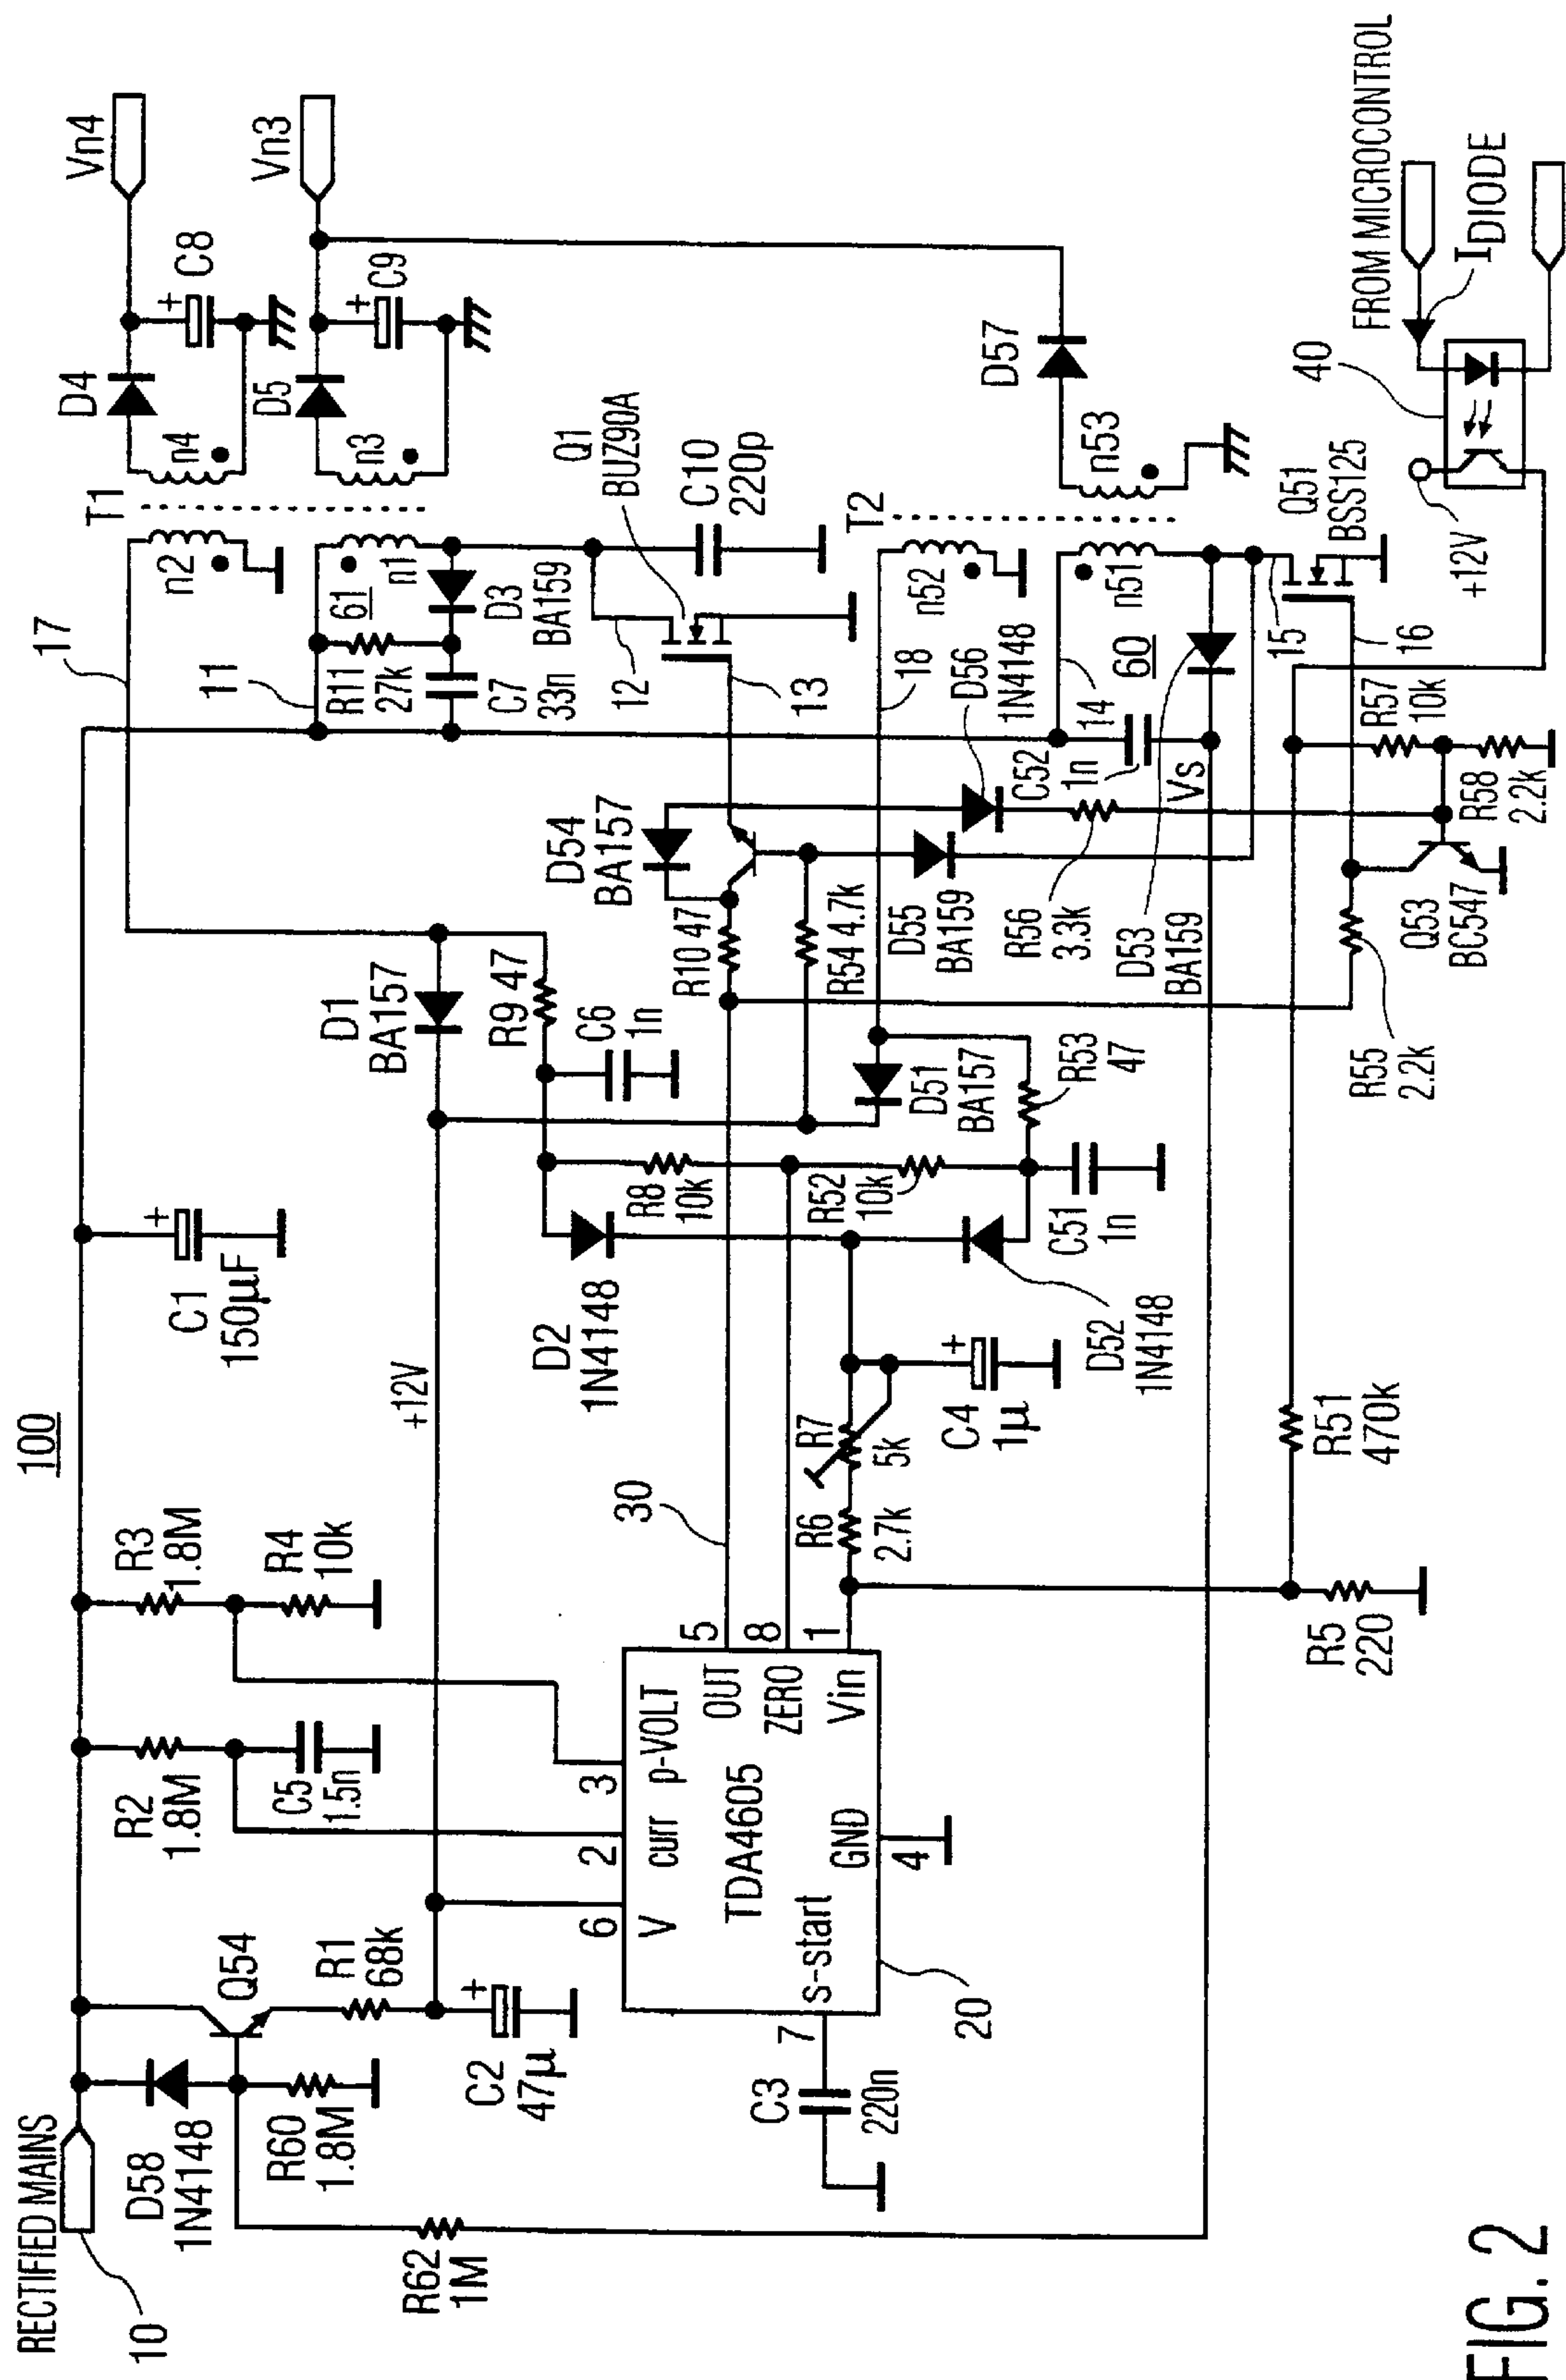 100
RECTIFIED MAINS
10
D58
1N4148
R60
1.8M
R62
1M
Q54
R1
68k
C2
47μ
+
R2
1.8M
C5
1.5n
R3
1.8M
R4
10k
C1
150μF
+
+12V
17
11
T1
n2
n4
D4
Vn4
+
C8
n3
D5
Vn3
+
C9
61
n1
R11
27k
C7
33n
D3
BA159
12
13
Q1
BUZ90A
C10
220p
D1
BA157
R9 47
C6
1n
D54
BA157
R10 47
R54 4.7k
D2
1N4148
R8
10k
30
6
2
3
V
curr
p-VOLT
TDA4605
OUT
ZERO
Vin
5
8
1
s-start
GND
7
4
C3
220n
20
R6
2.7k
R7
5k
C4
1μ
+
R52
10k
C51
1n
D52
1N4148
D51
BA157
R53
47
D55
BA159
18
D56
1N4148
R56
3.3k
C52
1n
14
60
T2
n52
n51
n53
D57
D53
BA159
Vs
15
16
Q51
BSS125
R57
10k
R58
2.2k
Q53
BC547
R55
2.2k
R51
470k
R5
220
+12V
40
FROM MICROCONTROL
IDIODE
FIG. 2